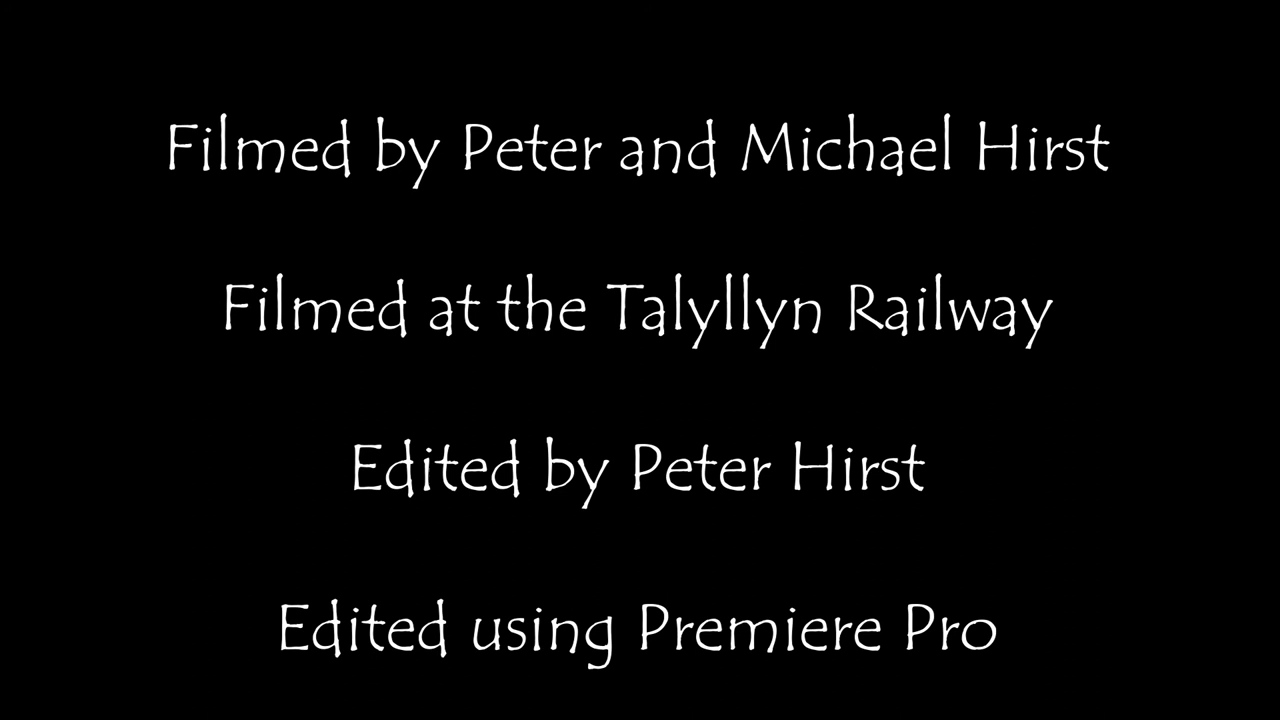 Filmed by Peter and Michael Hirst
Filmed at the Talyllyn Railway
Edited by Peter Hirst
Edited using Premiere Pro